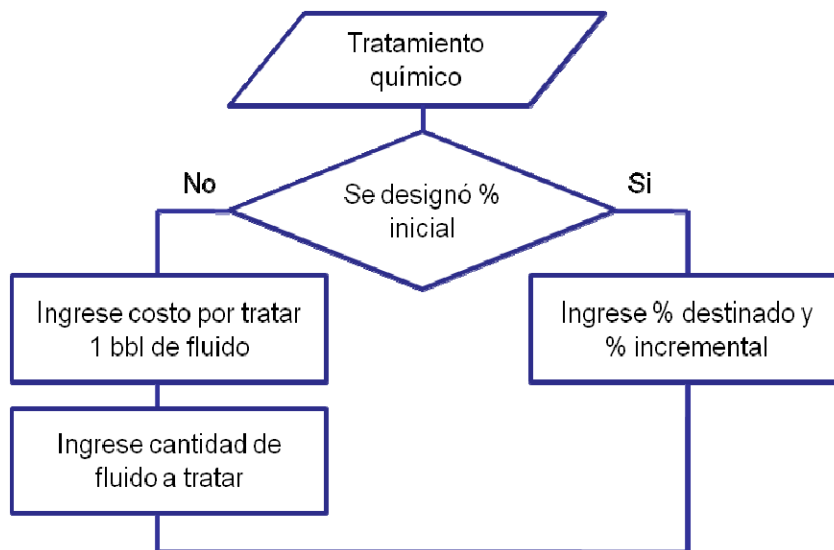 Tratamiento
químico
No
Si
Se designó %
inicial
Ingrese costo por tratar
1 bbl de fluido
Ingrese % destinado y
% incremental
Ingrese cantidad de
fluido a tratar